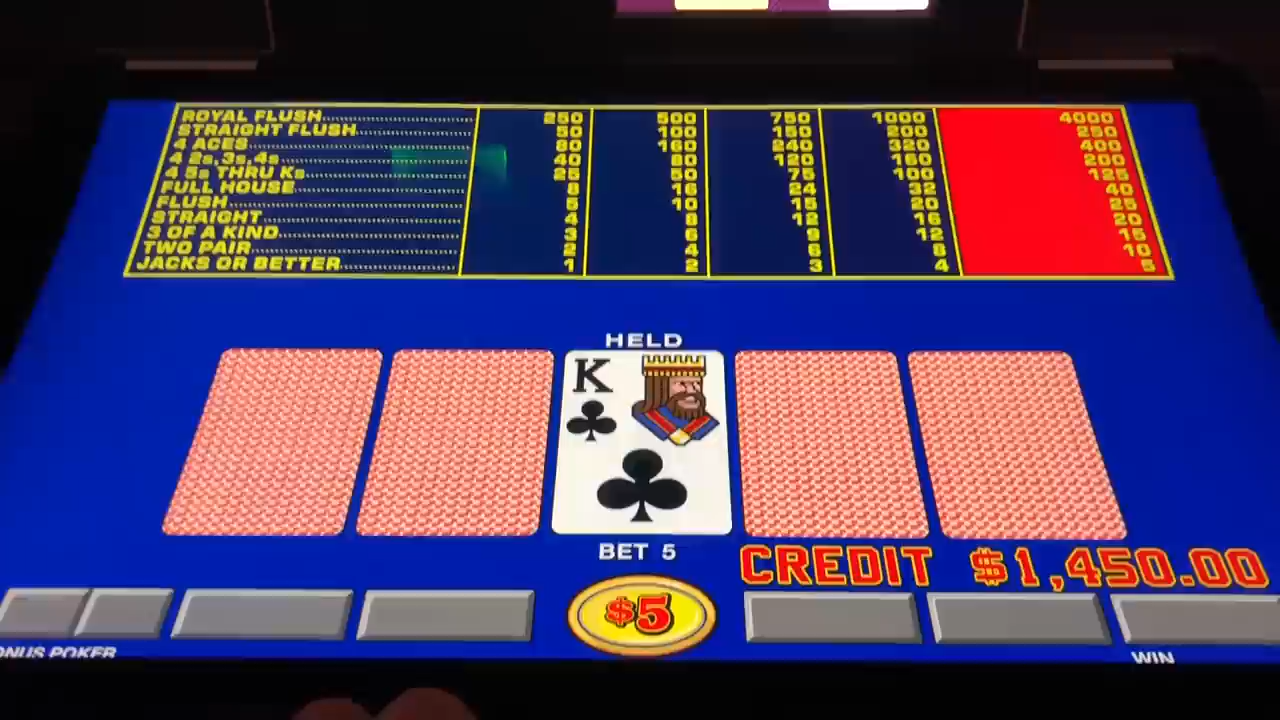 ROYAL FLUSH 250 500 750 1000 4000
STRAIGHT FLUSH 50 100 150 200 250
4 ACES 80 160 240 320 400
4 2s, 3s, 4s 40 80 120 160 200
4 5s THRU Ks 25 50 75 100 125
FULL HOUSE 8 16 24 32 40
FLUSH 5 10 15 20 25
STRAIGHT 4 8 12 16 20
3 OF A KIND 3 6 9 12 15
TWO PAIR 2 4 6 8 10
JACKS OR BETTER 1 2 3 4 5
HELD
K
BET 5
CREDIT $1,450.00
$5
ONUS POKER
WIN